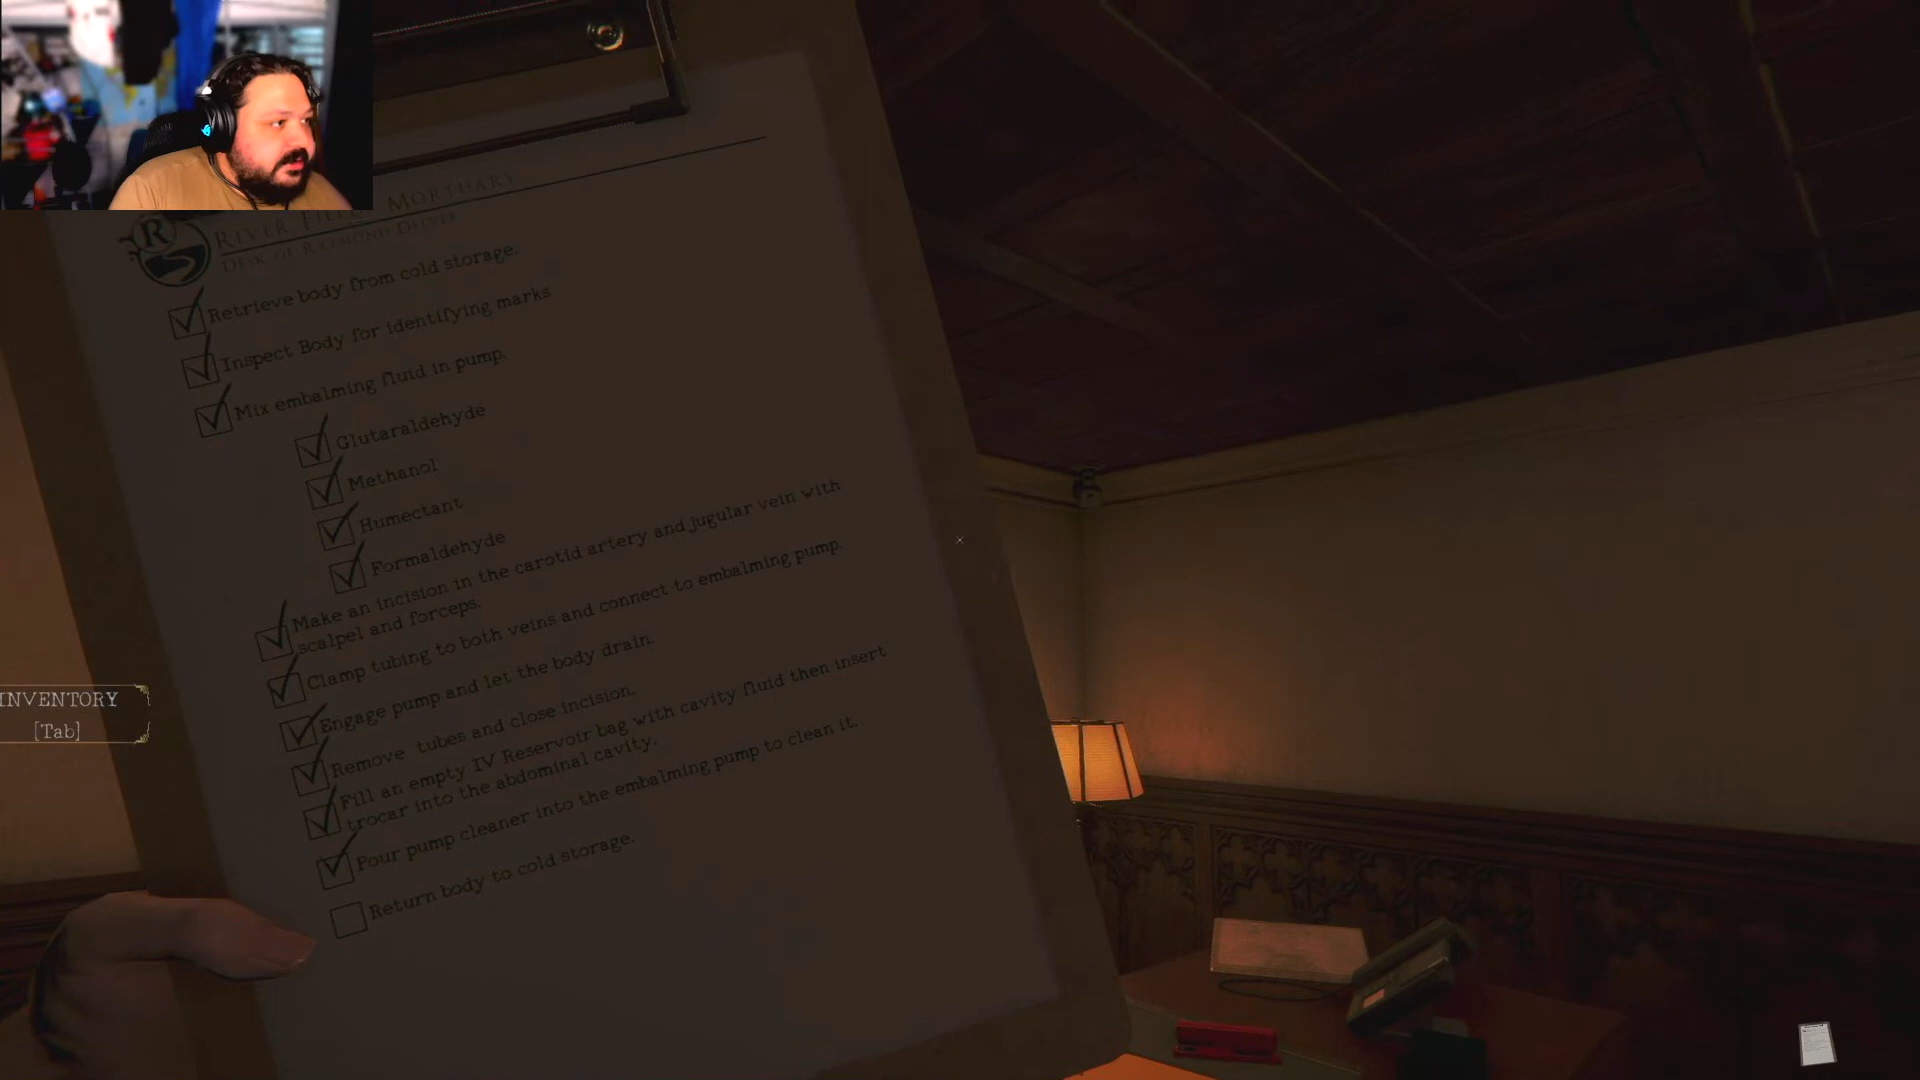 RIVER FIELDS MORTUARY
DESK OF RAYMOND DELVER
Retrieve body from cold storage.
Inspect Body for identifying marks
Mix embalming fluid in pump.
Glutaraldehyde
Methanol
Humectant
Formaldehyde
Make an incision in the carotid artery and jugular vein with
scalpel and forceps.
Clamp tubing to both veins and connect to embalming pump.
Engage pump and let the body drain.
Remove tubes and close incision.
Fill an empty IV Reservoir bag with cavity fluid then insert
trocar into the abdominal cavity.
Pour pump cleaner into the embalming pump to clean it.
Return body to cold storage.
INVENTORY
[Tab]